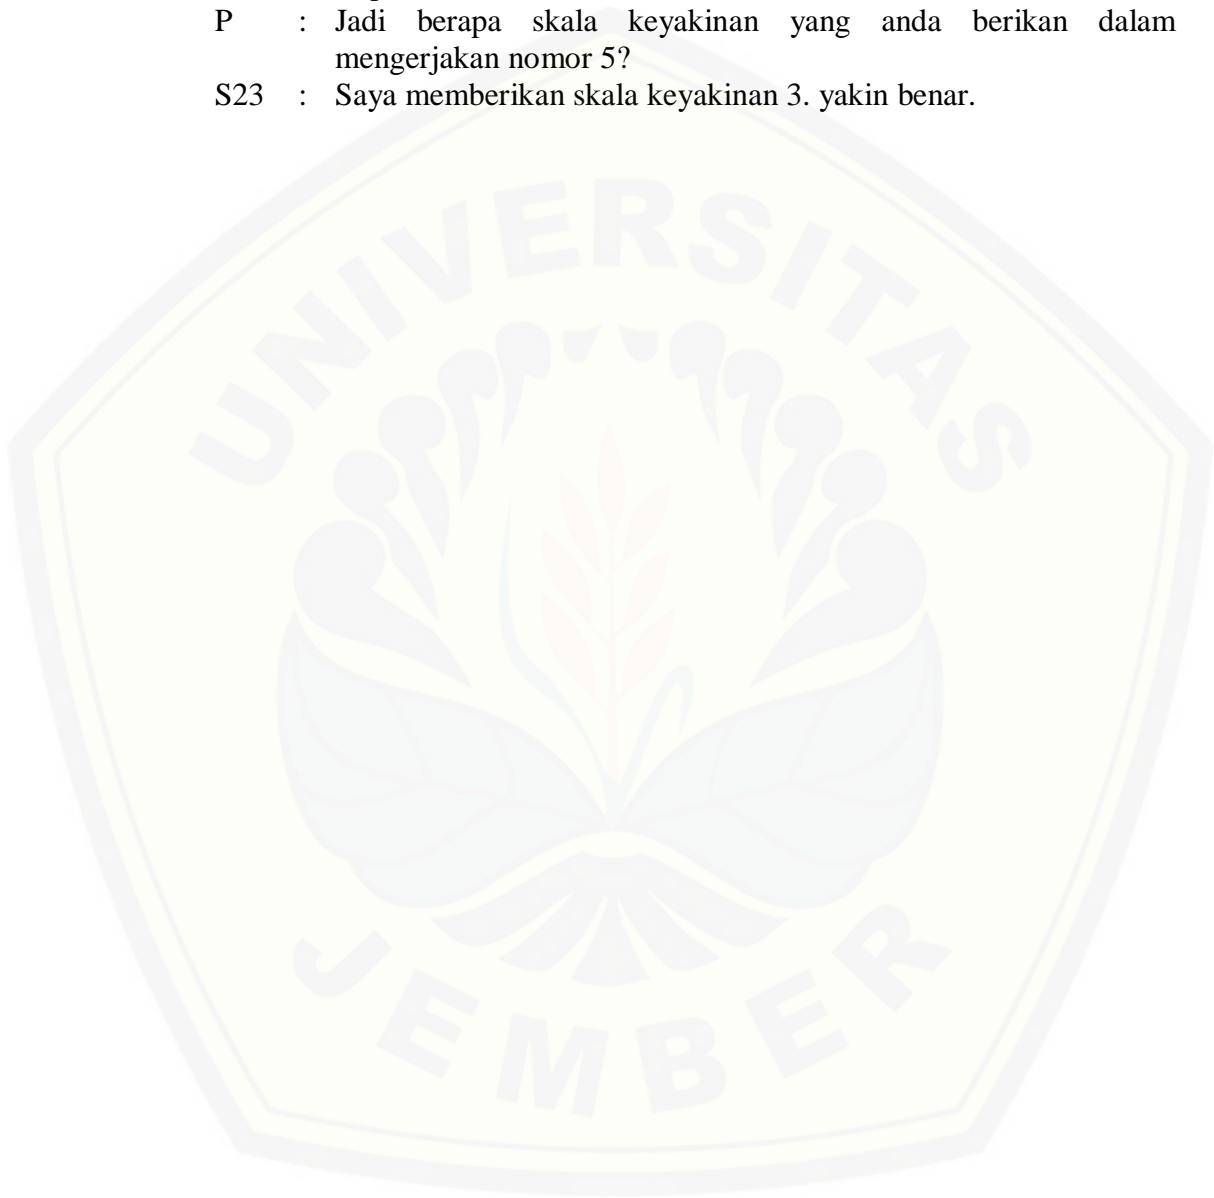 P : Jadi berapa skala keyakinan yang anda berikan dalam
mengerjakan nomor 5?
S23 : Saya memberikan skala keyakinan 3. yakin benar.
UNIVERSITAS
JEMBER